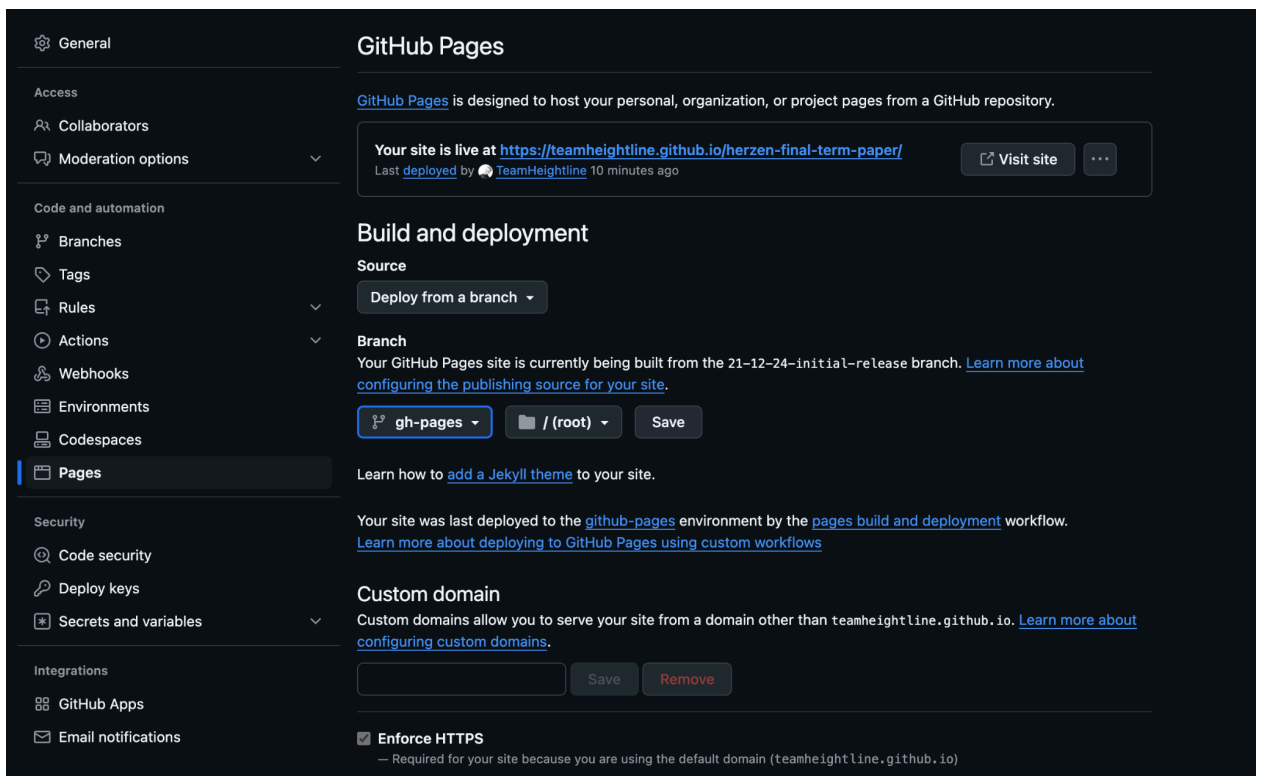 General
Access
Collaborators
Moderation options
Code and automation
Branches
Tags
Rules
Actions
Webhooks
Environments
Codespaces
Pages
Security
Code security
Deploy keys
Secrets and variables
Integrations
GitHub Apps
Email notifications
GitHub Pages
GitHub Pages is designed to host your personal, organization, or project pages from a GitHub repository.
Your site is live at https://teamheightline.github.io/herzen-final-term-paper/
Last deployed by TeamHeightline 10 minutes ago
Visit site
Build and deployment
Source
Deploy from a branch
Branch
Your GitHub Pages site is currently being built from the 21-12-24-initial-release branch. Learn more about
configuring the publishing source for your site.
gh-pages
/ (root)
Save
Learn how to add a Jekyll theme to your site.
Your site was last deployed to the github-pages environment by the pages build and deployment workflow.
Learn more about deploying to GitHub Pages using custom workflows
Custom domain
Custom domains allow you to serve your site from a domain other than teamheightline.github.io. Learn more about
configuring custom domains.
Save
Remove
Enforce HTTPS
— Required for your site because you are using the default domain (teamheightline.github.io)